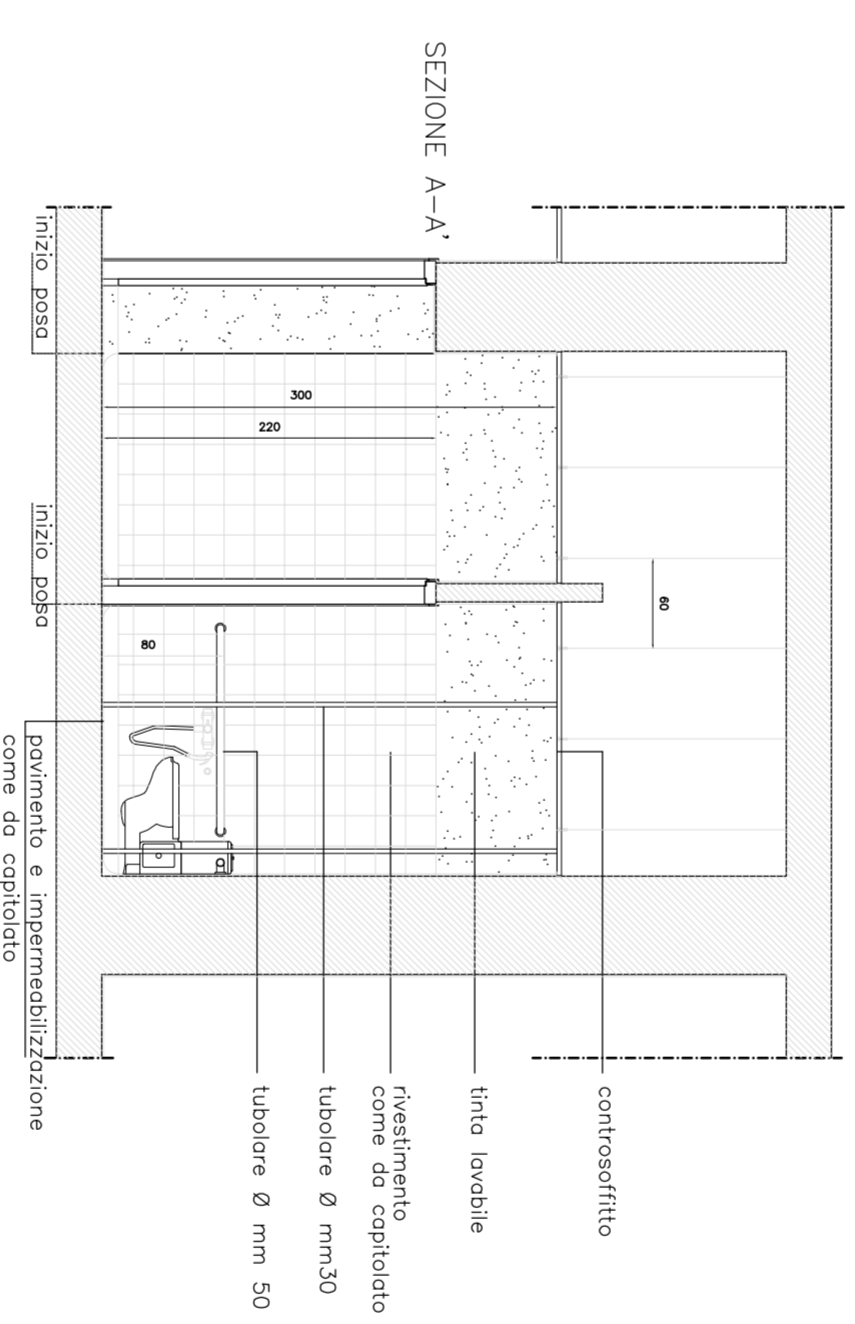 SEZIONE A-A'
controsoffitto
tinta lavabile
rivestimento
come da capitolato
tubolare Ø mm30
tubolare Ø mm 50
60
300
220
80
inizio posa
inizio posa
pavimento e impermeabilizzazione
come da capitolato